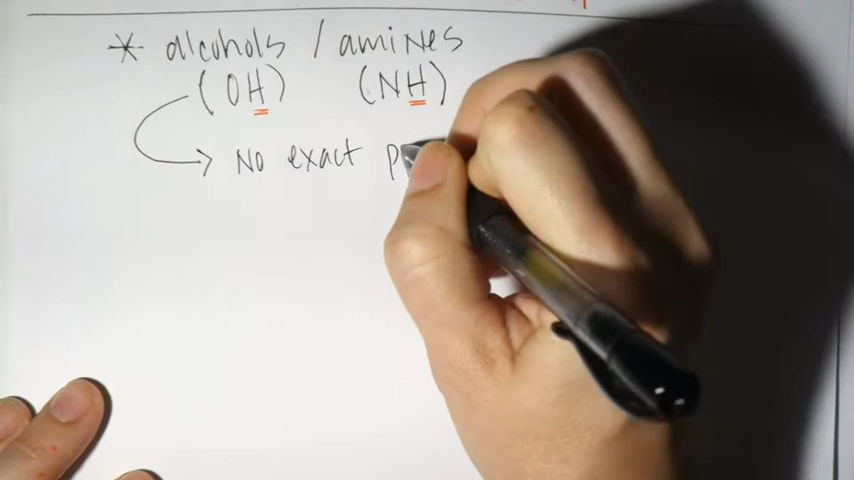 * alcohols / amines
(OH) (NH)
No exact p